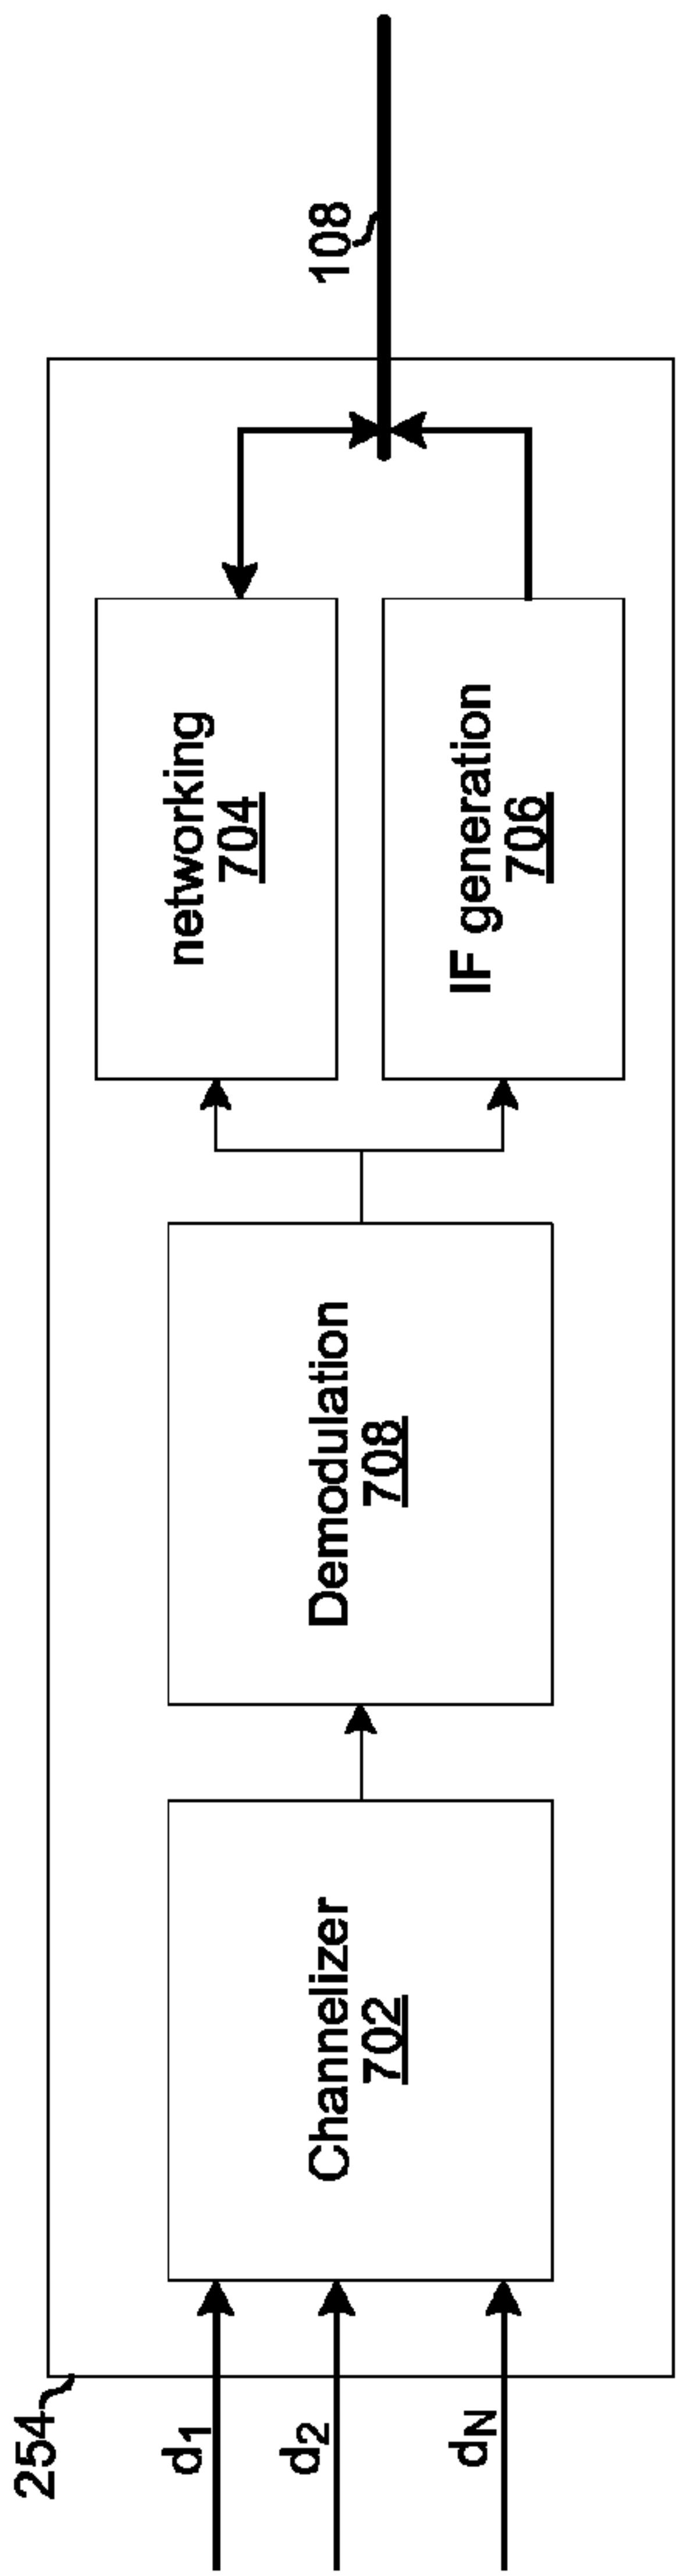 254
d1
d2
dN
Channelizer
702
Demodulation
708
networking
704
IF generation
706
108